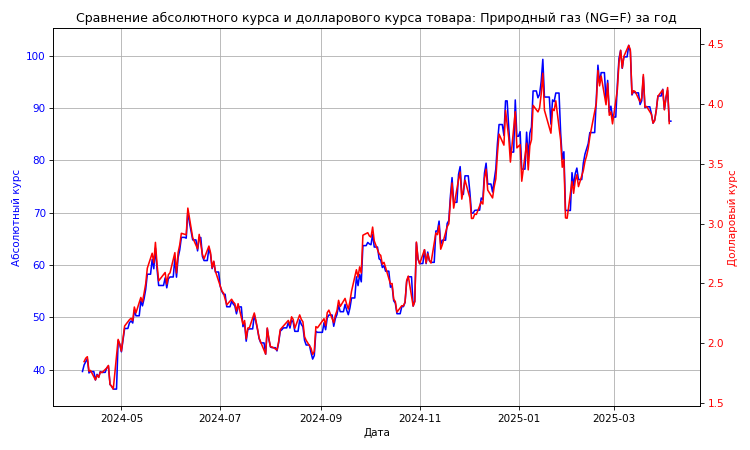 Сравнение абсолютного курса и долларового курса товара: Природный газ (NG=F) за год
Абсолютный курс
100
90
80
70
60
50
40
4.5
4.0
3.5
3.0
2.5
2.0
1.5
Долларовый курс
2024-05 2024-07 2024-09 2024-11 2025-01 2025-03
Дата